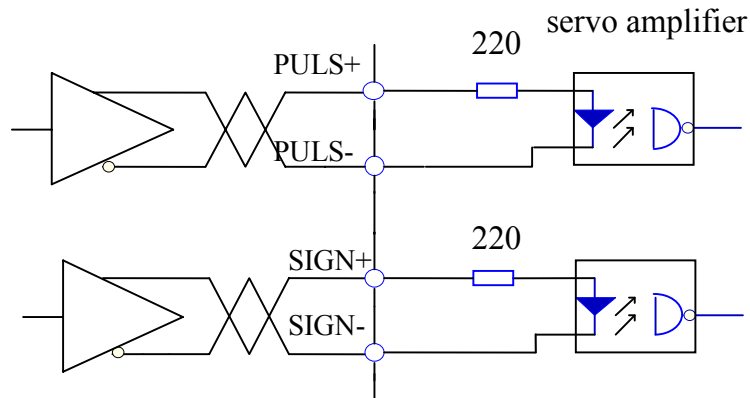 servo amplifier
220
PULS+
PULS-
220
SIGN+
SIGN-